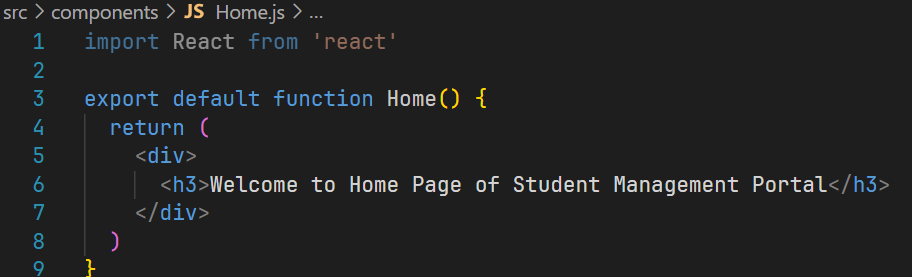 src > components > JS Home.js > ...
1 import React from 'react'
2
3 export default function Home() {
4   return (
5     <div>
6       <h3>Welcome to Home Page of Student Management Portal</h3>
7     </div>
8   )
9 }